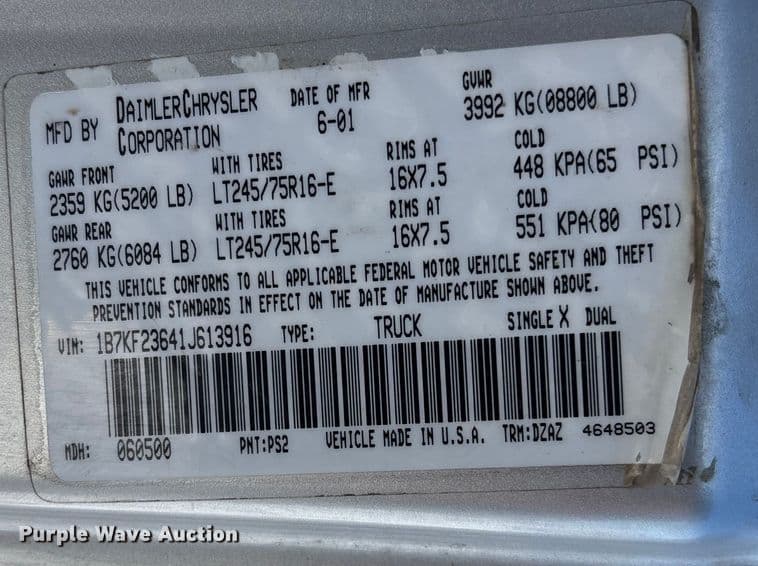 MFD BY DAIMLERCHRYSLER CORPORATION DATE OF MFR 6-01 GVWR 3992 KG(08800 LB)
GAWR FRONT WITH TIRES RIMS AT COLD
2359 KG(5200 LB) LT245/75R16-E 16X7.5 448 KPA(65 PSI)
GAWR REAR WITH TIRES RIMS AT COLD
2760 KG(6084 LB) LT245/75R16-E 16X7.5 551 KPA(80 PSI)
THIS VEHICLE CONFORMS TO ALL APPLICABLE FEDERAL MOTOR VEHICLE SAFETY AND THEFT
PREVENTION STANDARDS IN EFFECT ON THE DATE OF MANUFACTURE SHOWN ABOVE.
VIN: 1B7KF23641J613916 TYPE: TRUCK SINGLE X DUAL
MDH: 060500 PNT:PS2 VEHICLE MADE IN U.S.A. TRM:DZAZ 4648503
Purple Wave Auction